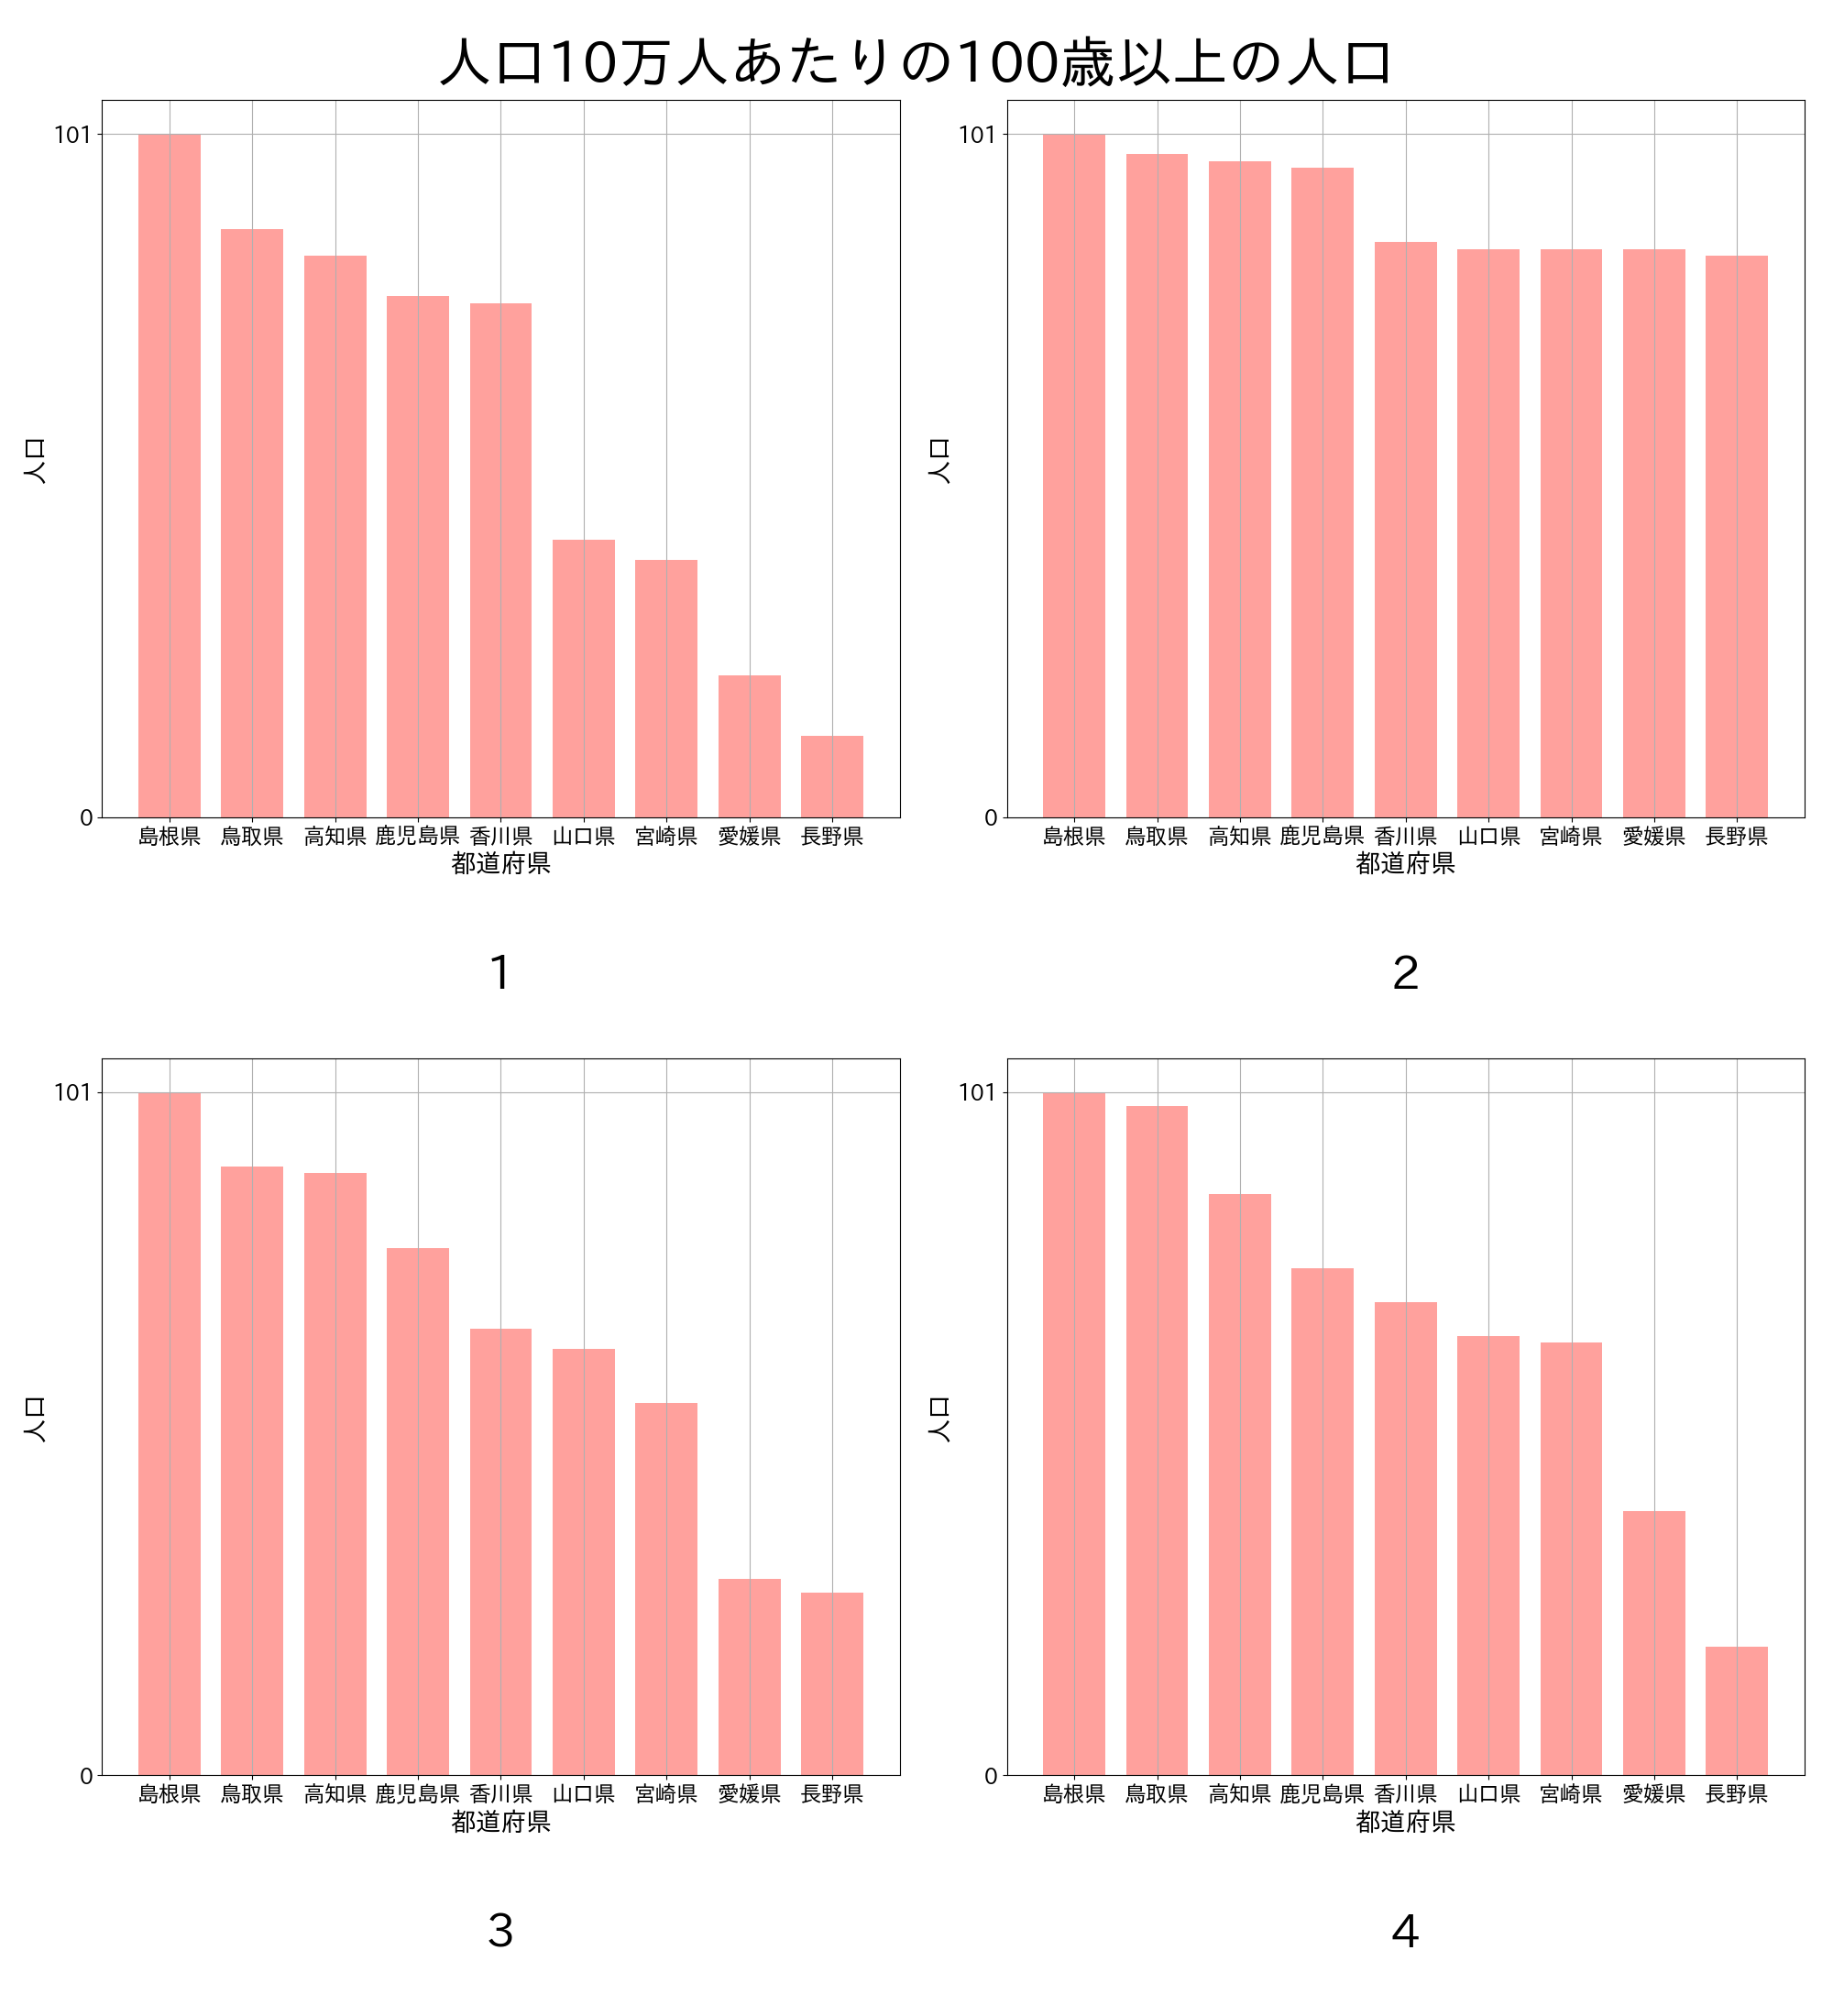 人口10万人あたりの100歳以上の人口
101
0
人口
島根県 鳥取県 高知県 鹿児島県 香川県 山口県 宮崎県 愛媛県 長野県
都道府県
1
101
0
人口
島根県 鳥取県 高知県 鹿児島県 香川県 山口県 宮崎県 愛媛県 長野県
都道府県
2
101
0
人口
島根県 鳥取県 高知県 鹿児島県 香川県 山口県 宮崎県 愛媛県 長野県
都道府県
3
101
0
人口
島根県 鳥取県 高知県 鹿児島県 香川県 山口県 宮崎県 愛媛県 長野県
都道府県
4